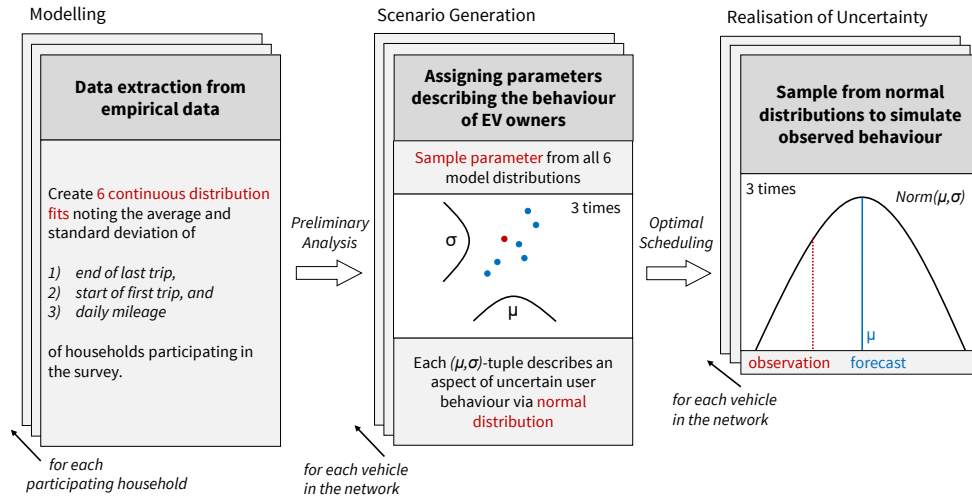 Modelling
Data extraction from
empirical data
Create 6 continuous distribution
fits noting the average and
standard deviation of
1) end of last trip,
2) start of first trip, and
3) daily mileage
of households participating in
the survey.
for each
participating household
Preliminary
Analysis
Scenario Generation
Assigning parameters
describing the behaviour
of EV owners
Sample parameter from all 6
model distributions
3 times
σ
μ
Each (μ,σ)-tuple describes an
aspect of uncertain user
behaviour via normal
distribution
for each vehicle
in the network
Optimal
Scheduling
Realisation of Uncertainty
Sample from normal
distributions to simulate
observed behaviour
3 times
Norm(μ,σ)
μ
observation
forecast
for each vehicle
in the network